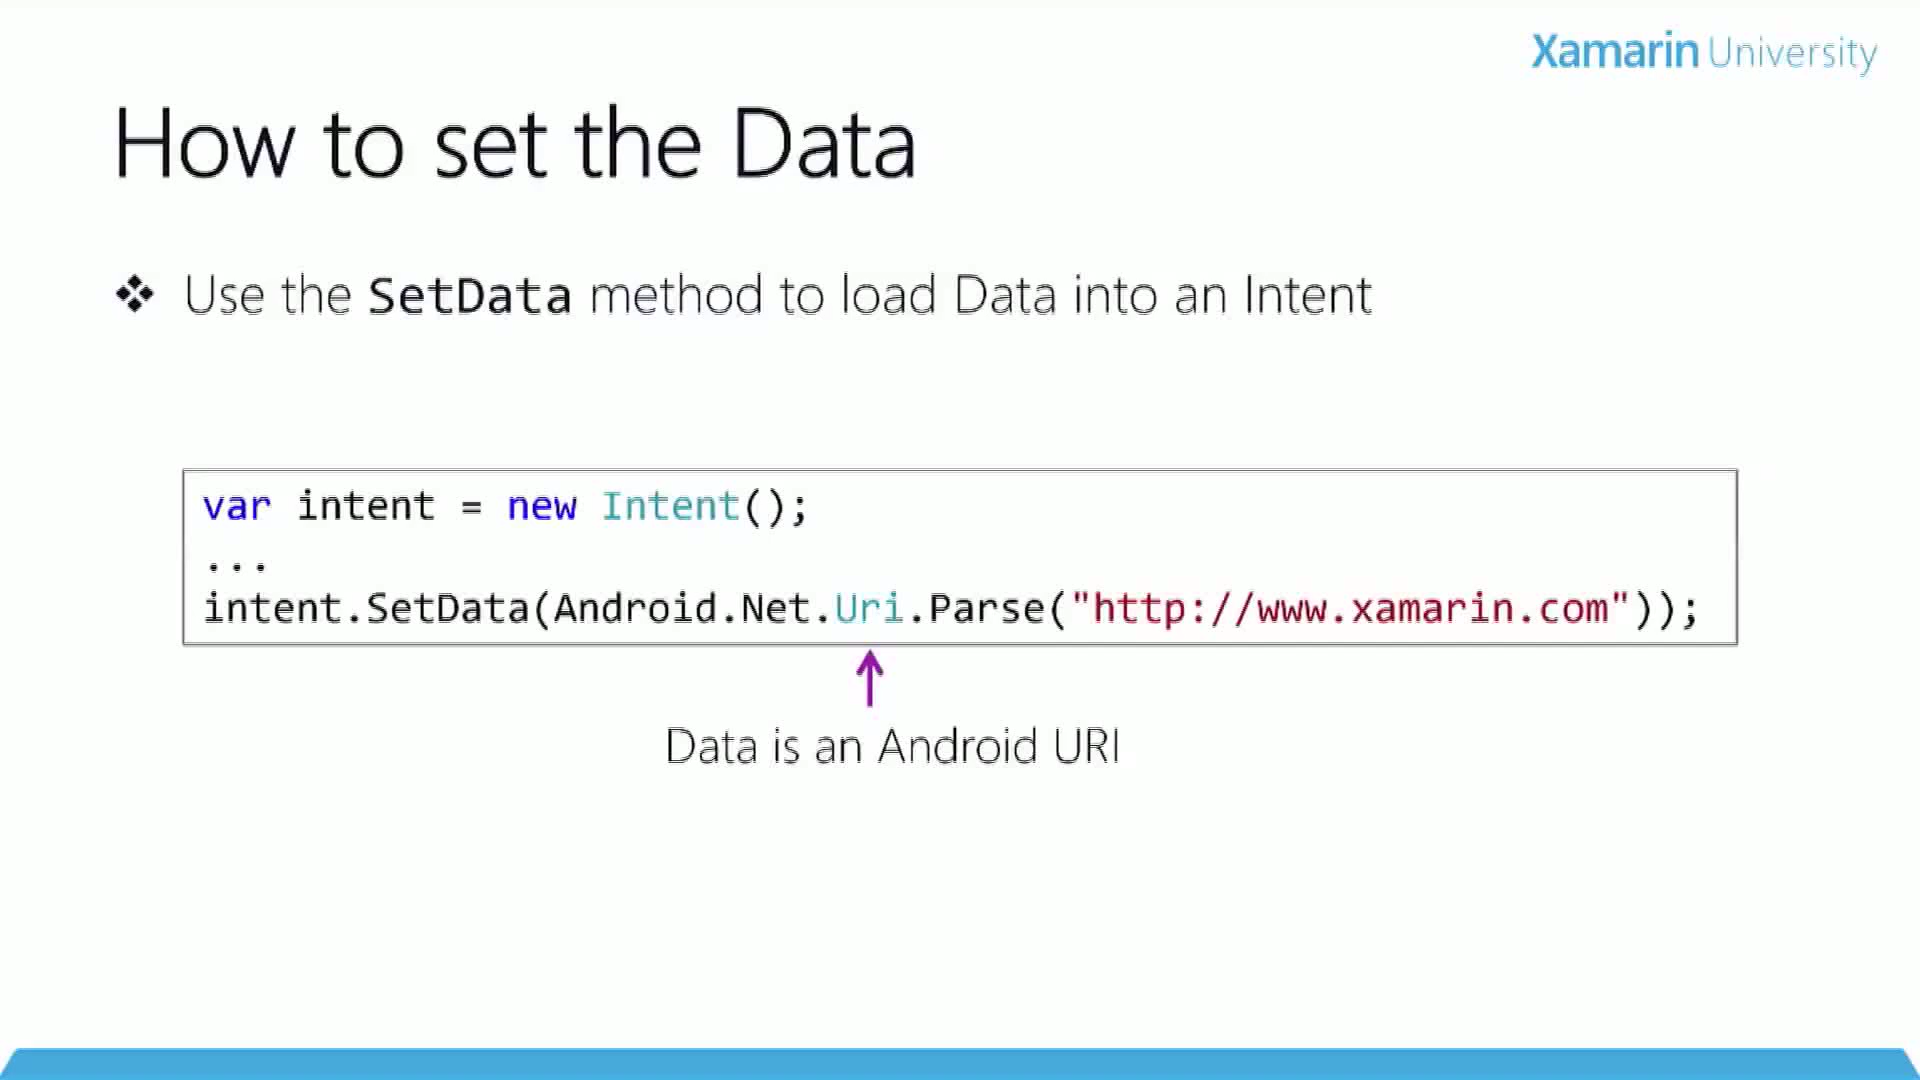 Xamarin University
How to set the Data
❖ Use the SetData method to load Data into an Intent
var intent = new Intent();
...
intent.SetData(Android.Net.Uri.Parse("http://www.xamarin.com"));
Data is an Android URI